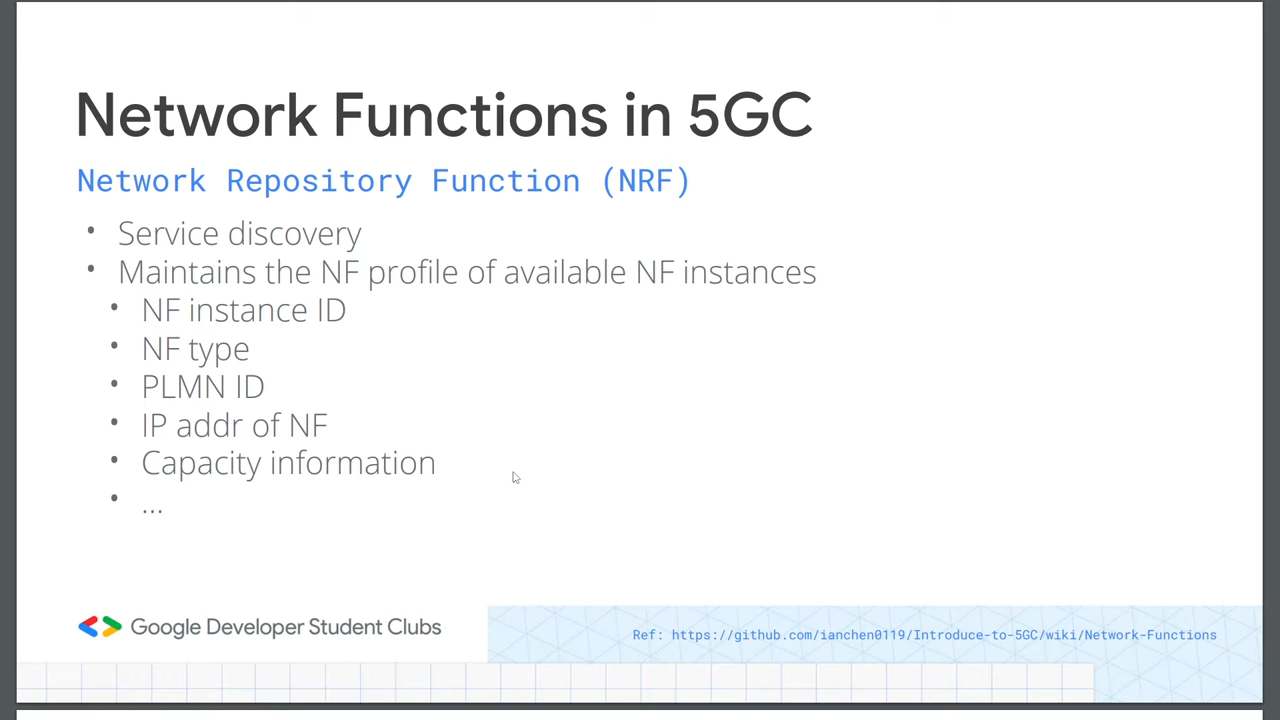 Network Functions in 5GC
Network Repository Function (NRF)
• Service discovery
• Maintains the NF profile of available NF instances
• NF instance ID
• NF type
• PLMN ID
• IP addr of NF
• Capacity information
• ...
Google Developer Student Clubs
Ref: https://github.com/ianchen0119/Introduce-to-5GC/wiki/Network-Functions